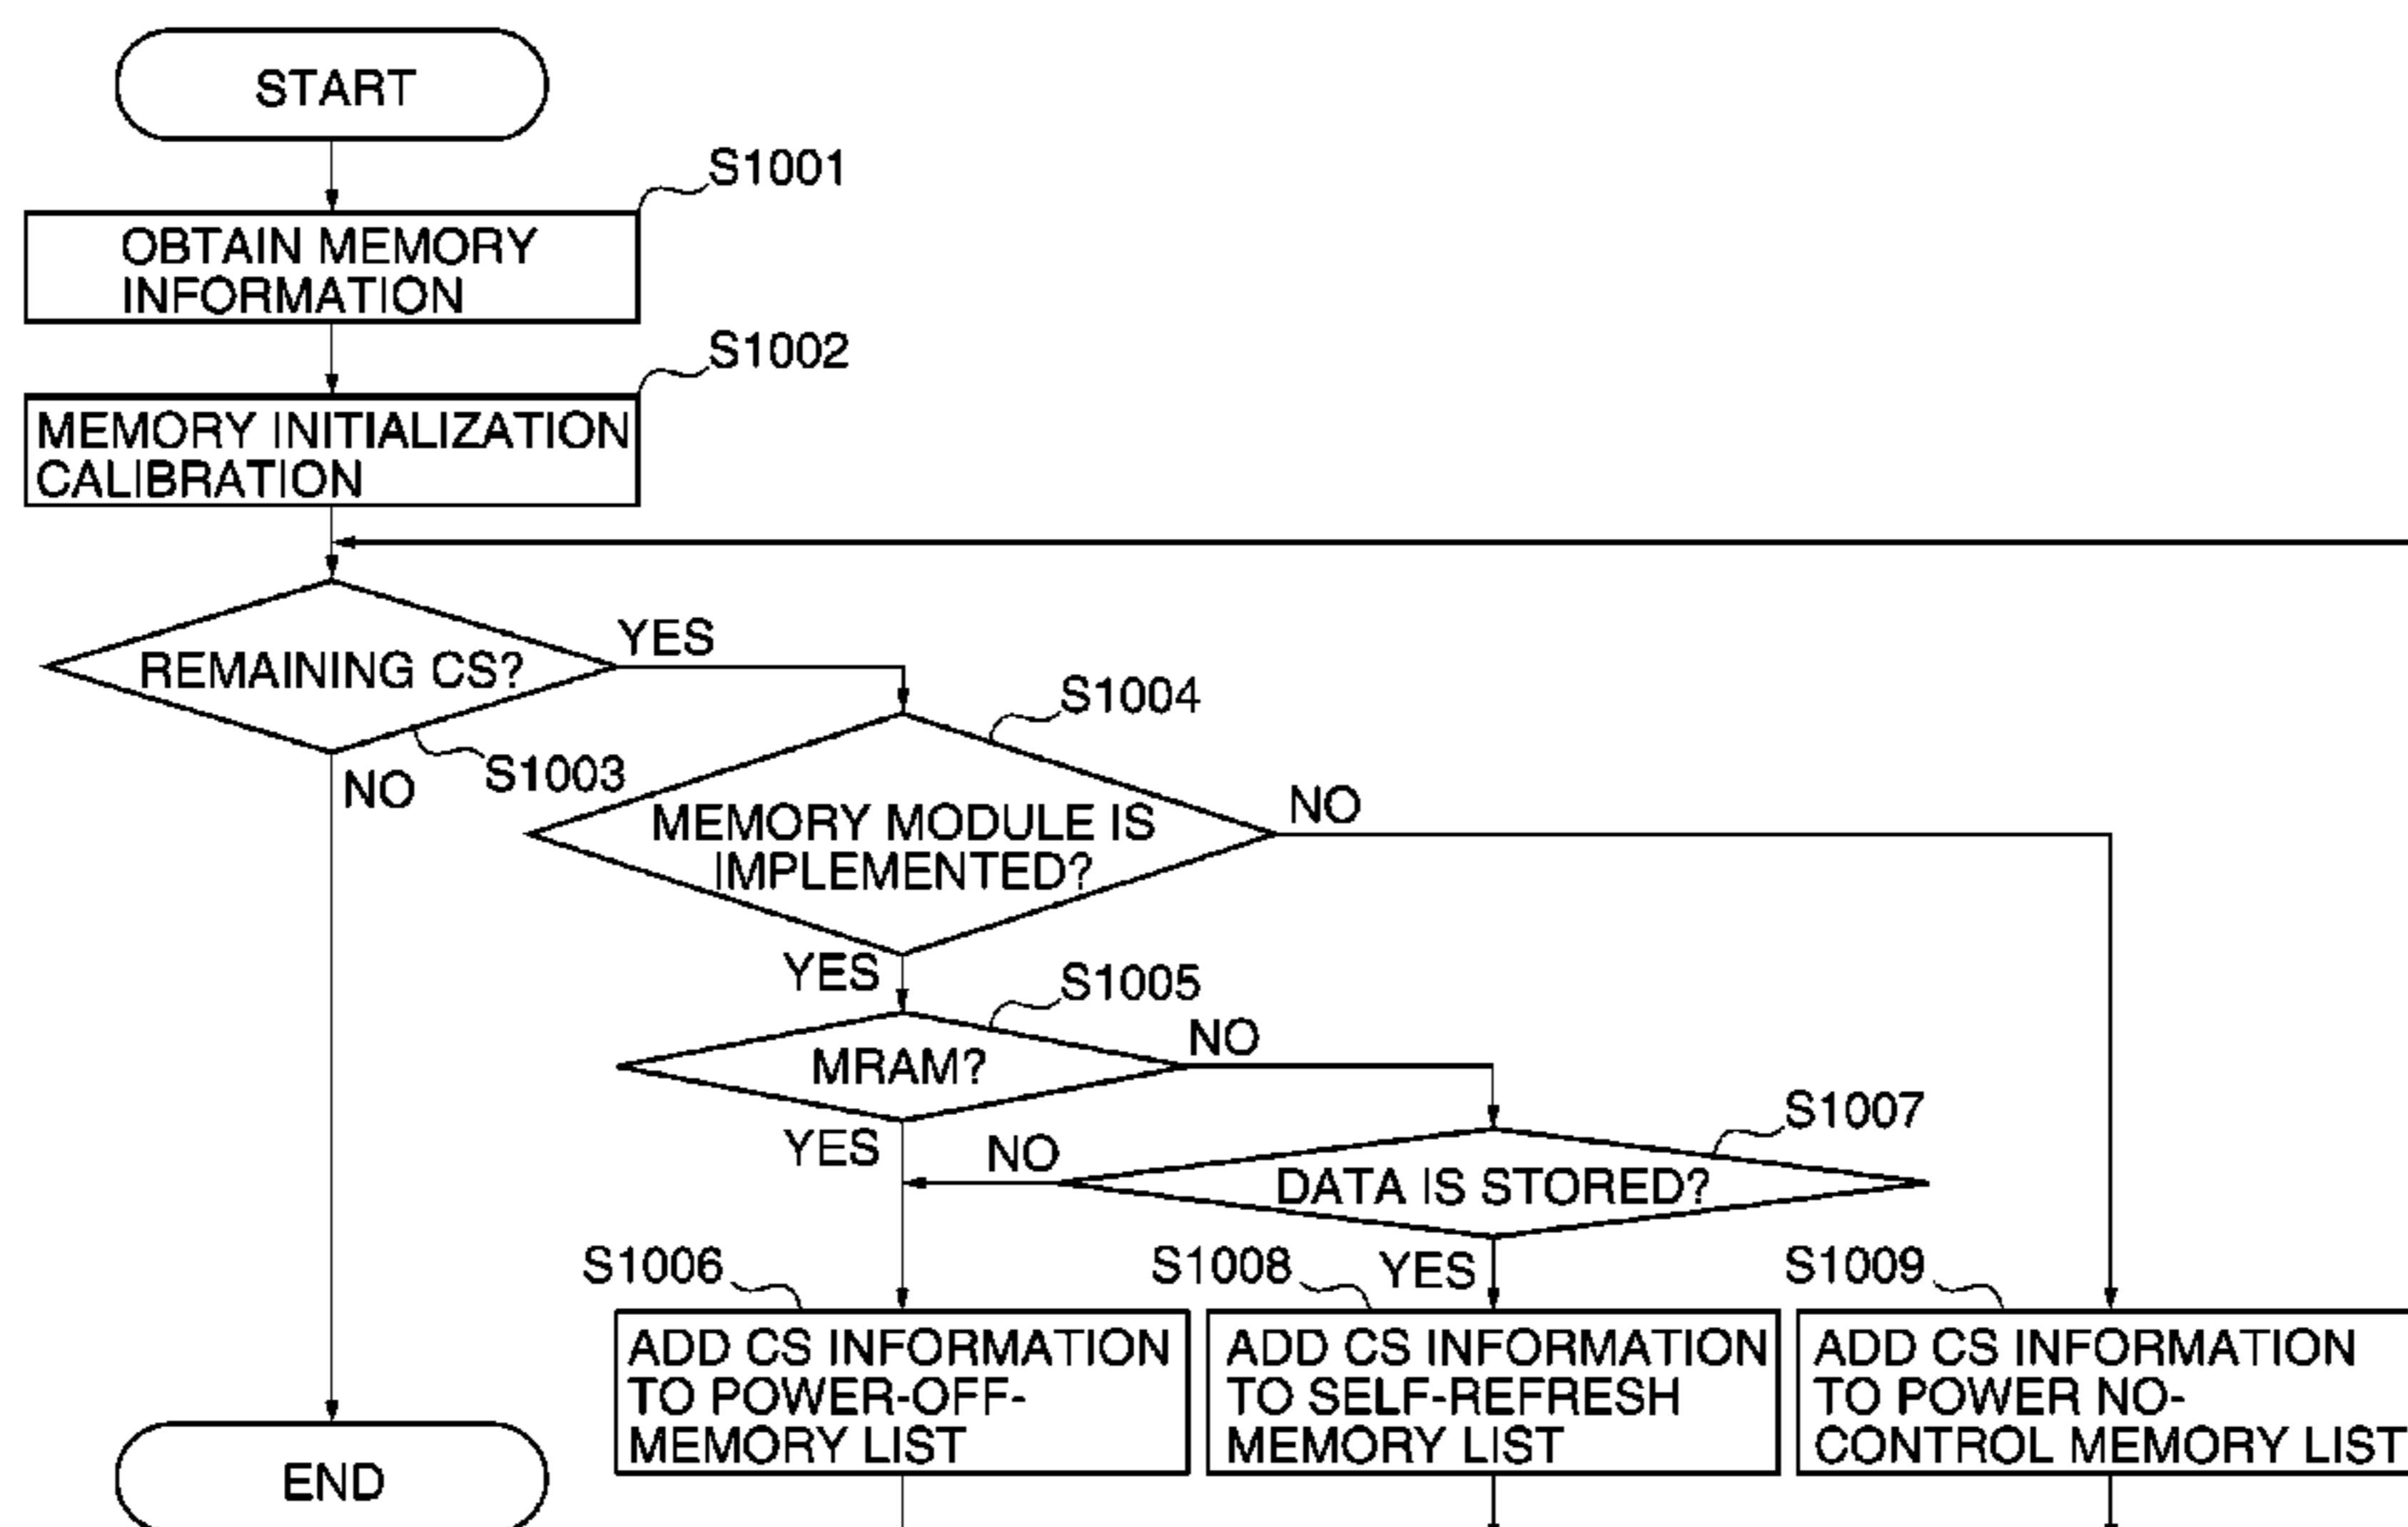 START
S1001
OBTAIN MEMORY
INFORMATION
S1002
MEMORY INITIALIZATION
CALIBRATION
REMAINING CS?
YES
S1003
NO
S1004
MEMORY MODULE IS
IMPLEMENTED?
NO
YES
S1005
MRAM?
NO
YES
S1007
DATA IS STORED?
NO
YES
S1006
ADD CS INFORMATION
TO POWER-OFF-
MEMORY LIST
S1008
ADD CS INFORMATION
TO SELF-REFRESH
MEMORY LIST
S1009
ADD CS INFORMATION
TO POWER NO-
CONTROL MEMORY LIST
END